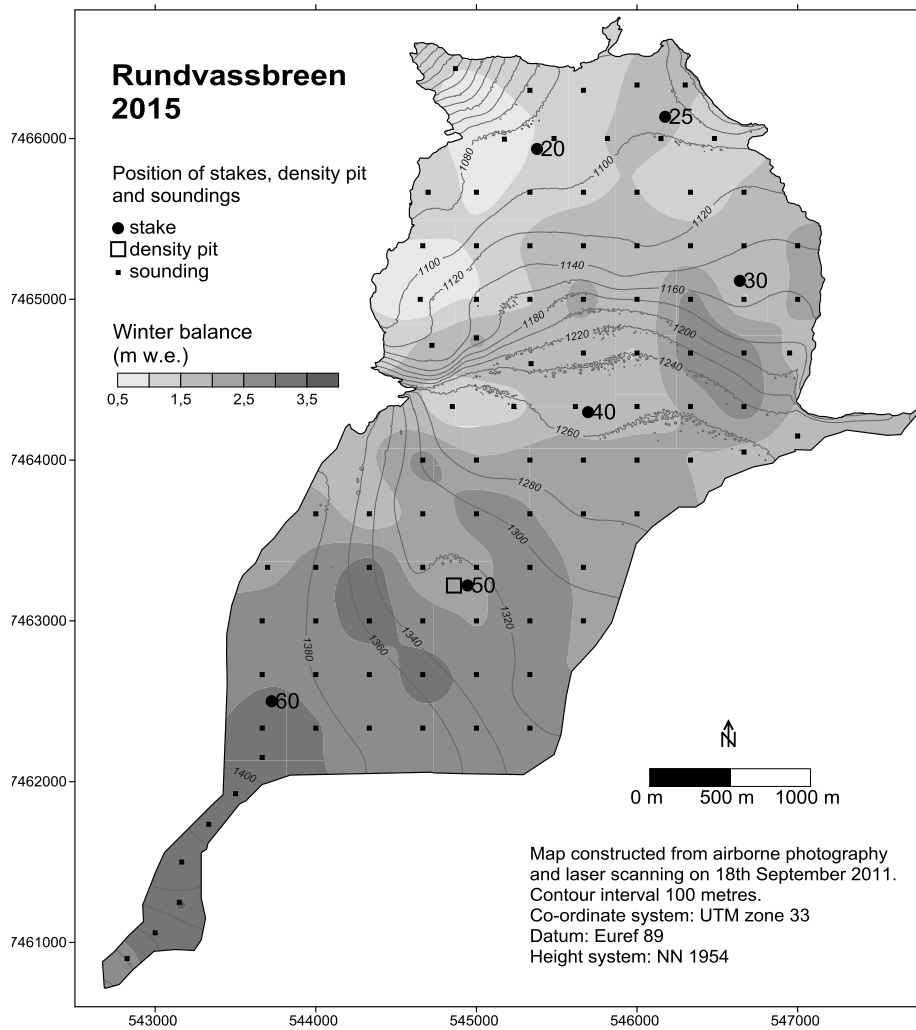 Rundvassbreen
2015
Position of stakes, density pit
and soundings
stake
density pit
sounding
Winter balance
(m w.e.)
0,5 1,5 2,5 3,5
7466000
7465000
7464000
7463000
7462000
7461000
543000 544000 545000 546000 547000
25
20
30
40
50
60
1080
1100
1120
1100
1120
1140
1160
1180
1200
1220
1240
1260
1280
1300
1320
1340
1360
1380
1400
N
0 m 500 m 1000 m
Map constructed from airborne photography
and laser scanning on 18th September 2011.
Contour interval 100 metres.
Co-ordinate system: UTM zone 33
Datum: Euref 89
Height system: NN 1954